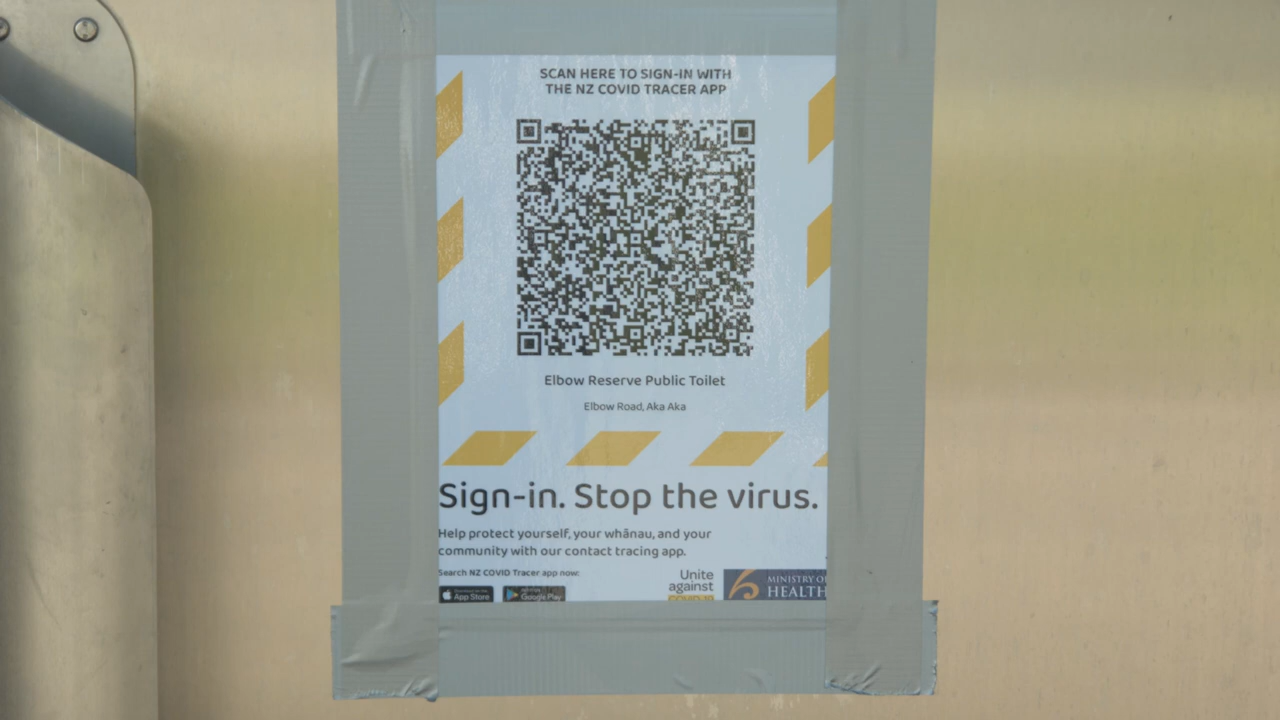 SCAN HERE TO SIGN-IN WITH
THE NZ COVID TRACER APP
Elbow Reserve Public Toilet
Elbow Road, Aka Aka
Sign-in. Stop the virus.
Help protect yourself, your whānau, and your
community with our contact tracing app.
Search NZ COVID Tracer app now:
App Store
Google Play
Unite
against
COVID-19
MINISTRY OF
HEALTH